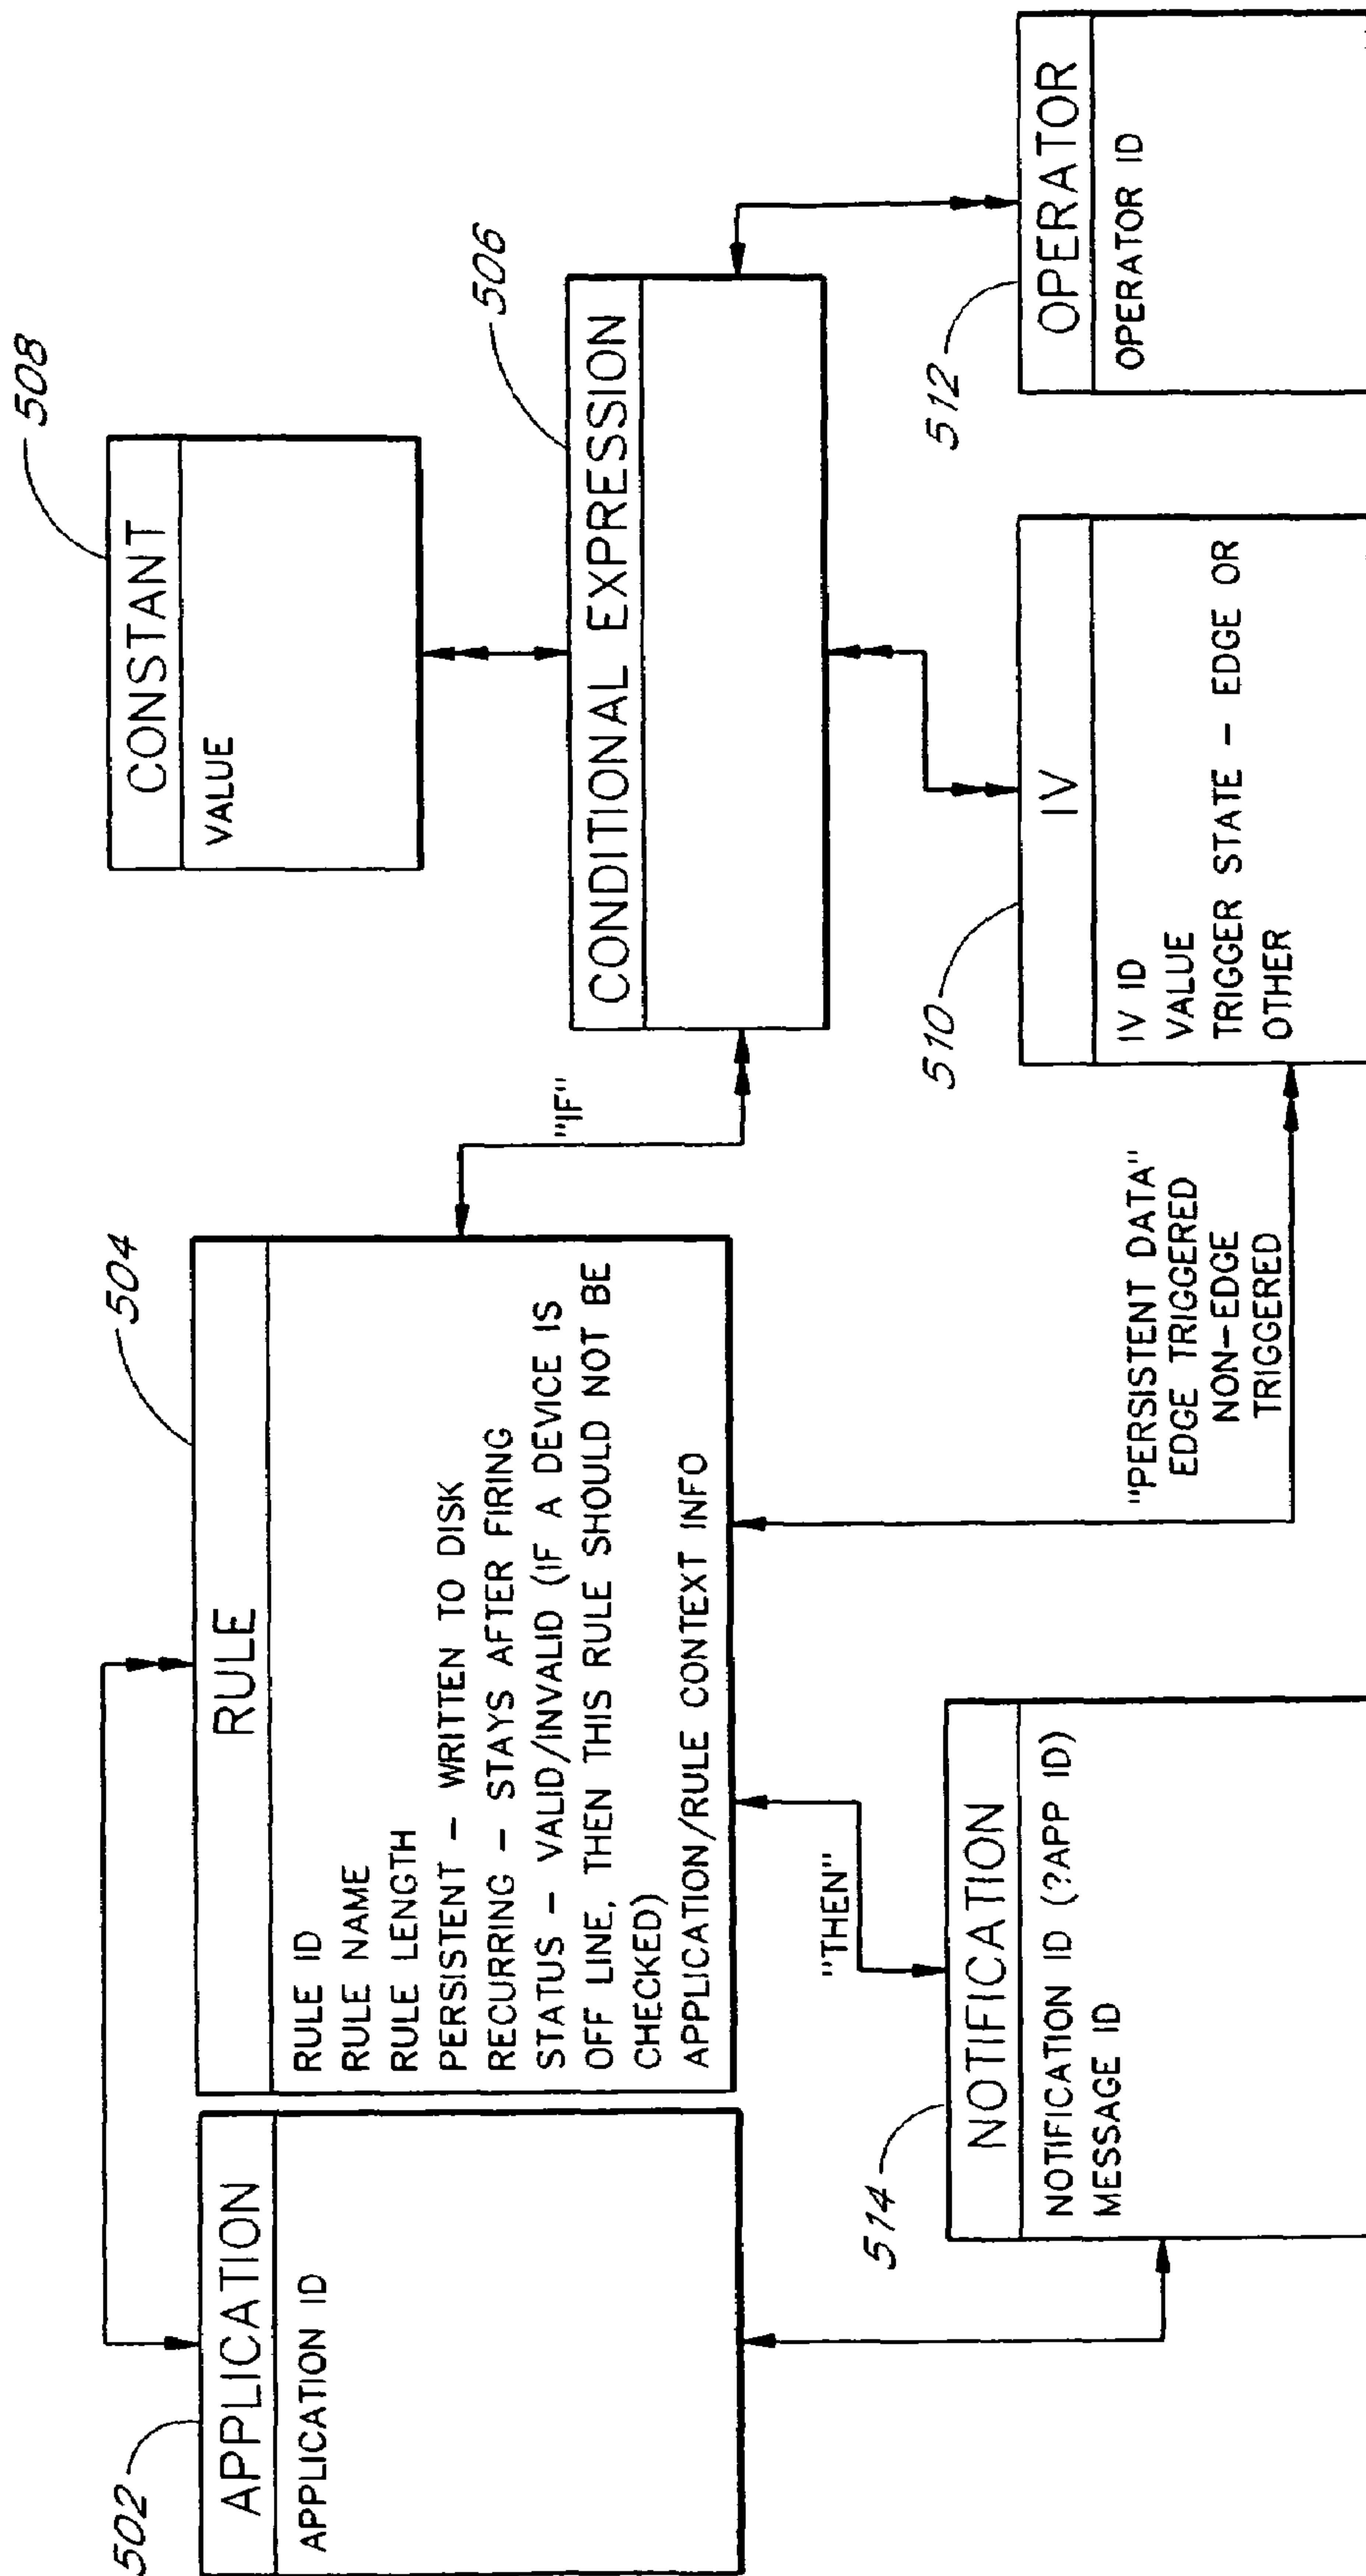 502
APPLICATION
APPLICATION ID
504
RULE
RULE ID
RULE NAME
RULE LENGTH
PERSISTENT – WRITTEN TO DISK
RECURRING – STAYS AFTER FIRING
STATUS – VALID/INVALID (IF A DEVICE IS
OFF LINE, THEN THIS RULE SHOULD NOT BE
CHECKED)
APPLICATION/RULE CONTEXT INFO
508
CONSTANT
VALUE
"IF"
506
CONDITIONAL EXPRESSION
"THEN"
514
NOTIFICATION
NOTIFICATION ID (?APP ID)
MESSAGE ID
"PERSISTENT DATA"
EDGE TRIGGERED
NON-EDGE
TRIGGERED
510
IV
IV ID
VALUE
TRIGGER STATE – EDGE OR
OTHER
512
OPERATOR
OPERATOR ID